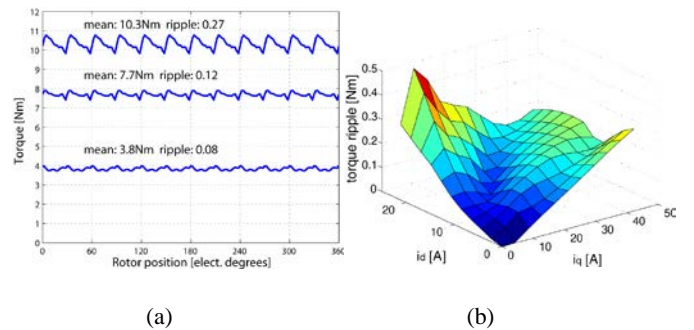 mean: 10.3Nm ripple: 0.27
mean: 7.7Nm ripple: 0.12
mean: 3.8Nm ripple: 0.08
Torque [Nm]
12
11
10
9
8
7
6
5
4
3
2
1
0
0 60 120 180 240 300 360
Rotor position [elect. degrees]
(a)
torque ripple [Nm]
0.5
0.4
0.3
0.2
0.1
0
20
10
0
i_d [A]
0 10 20 30 40 50
i_q [A]
(b)